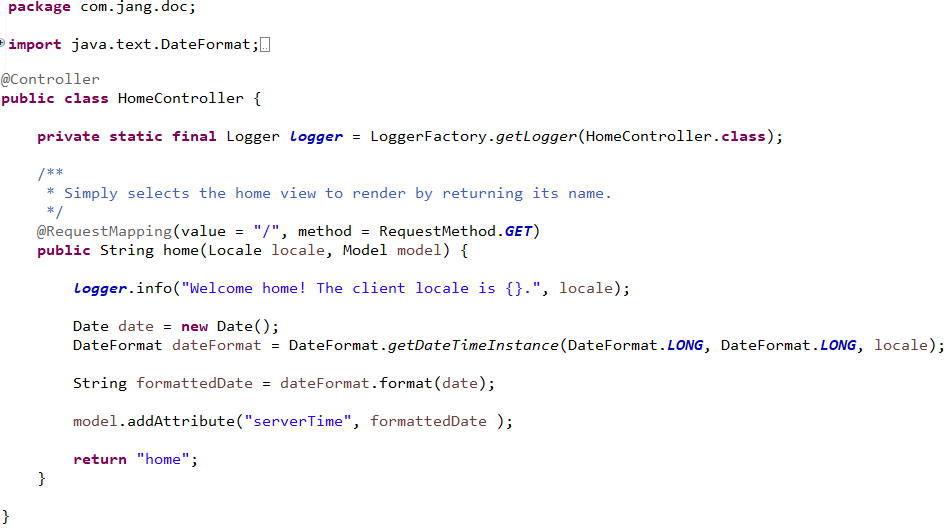 package com.jang.doc;
import java.text.DateFormat;
@Controller
public class HomeController {
private static final Logger logger = LoggerFactory.getLogger(HomeController.class);
/**
* Simply selects the home view to render by returning its name.
*/
@RequestMapping(value = "/", method = RequestMethod.GET)
public String home(Locale locale, Model model) {
logger.info("Welcome home! The client locale is {}.", locale);
Date date = new Date();
DateFormat dateFormat = DateFormat.getDateTimeInstance(DateFormat.LONG, DateFormat.LONG, locale);
String formattedDate = dateFormat.format(date);
model.addAttribute("serverTime", formattedDate );
return "home";
}
}